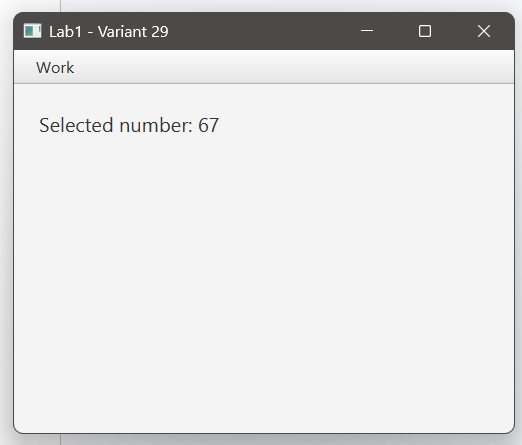 Lab1 - Variant 29
Work
Selected number: 67